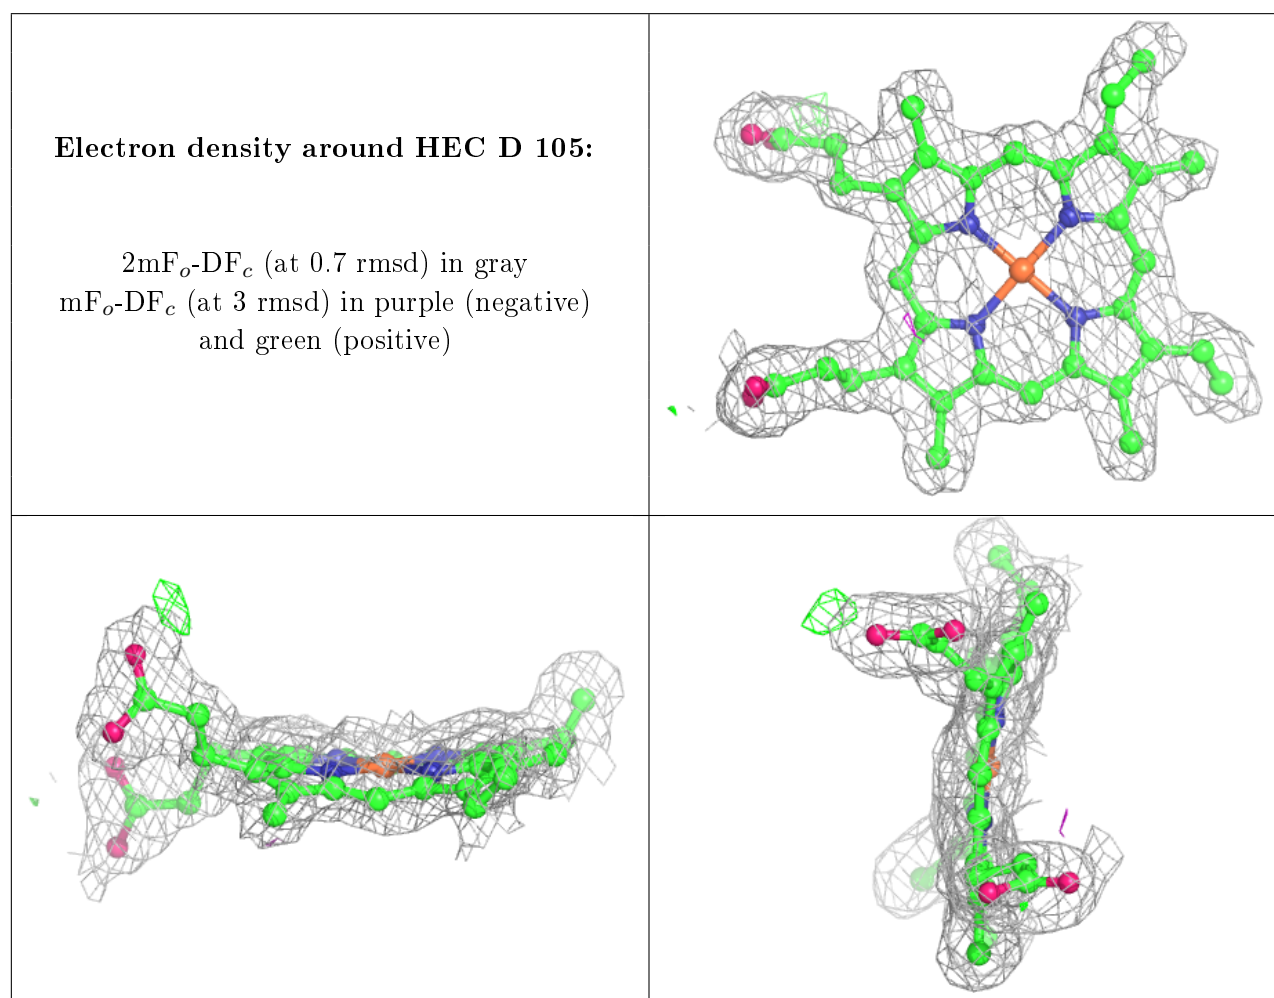 Electron density around HEC D 105:
2mFo-DFc (at 0.7 rmsd) in gray
mFo-DFc (at 3 rmsd) in purple (negative)
and green (positive)